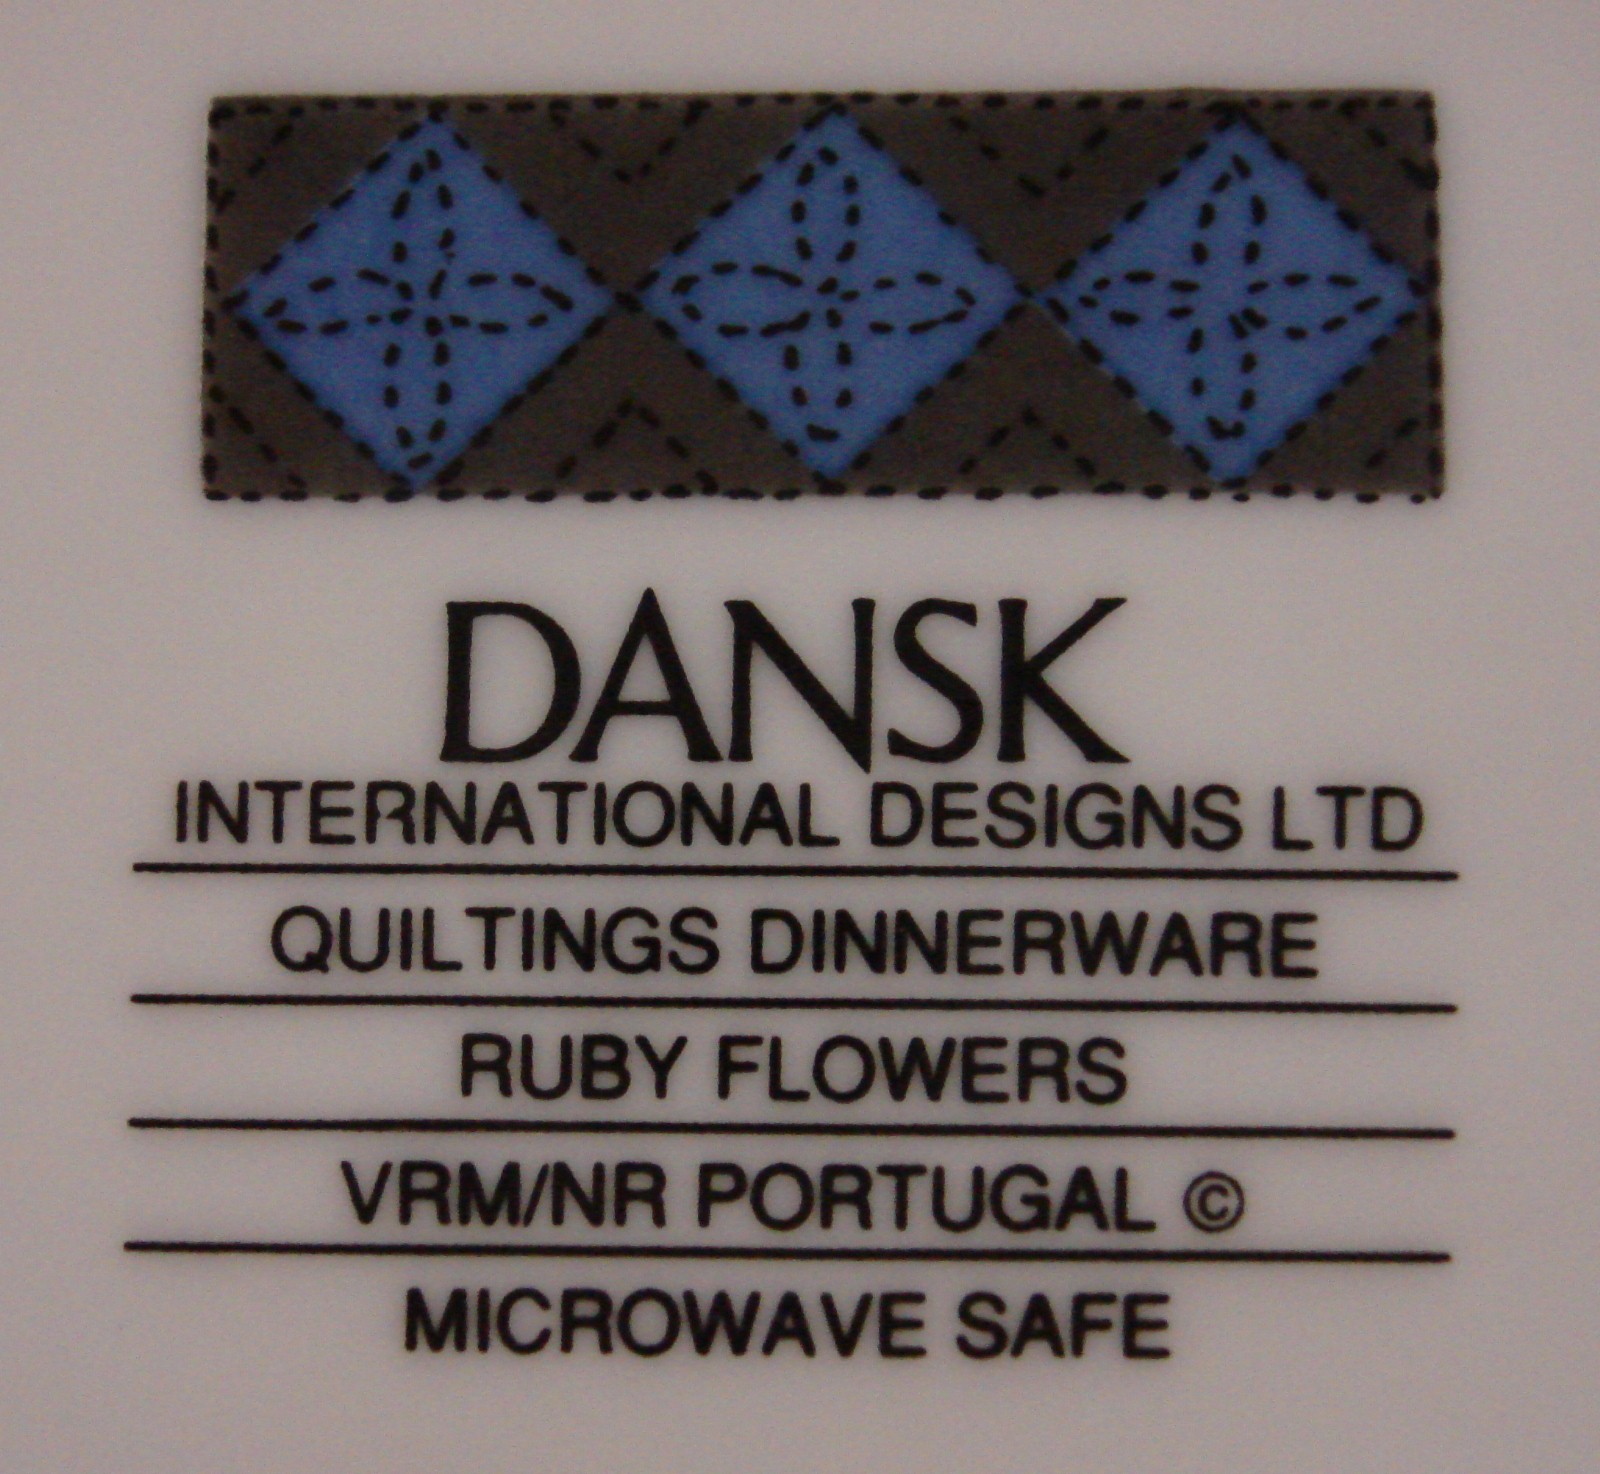 DANSK
INTERNATIONAL DESIGNS LTD
QUILTINGS DINNERWARE
RUBY FLOWERS
VRM/NR PORTUGAL ©
MICROWAVE SAFE